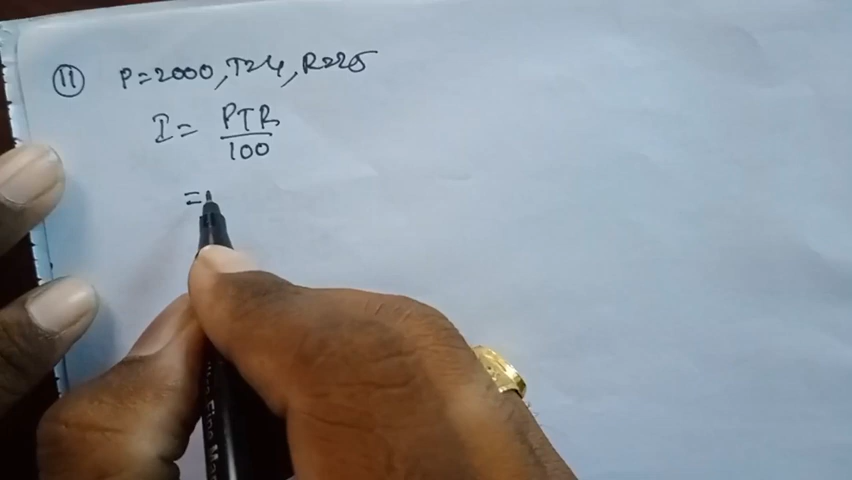 11 P=2000, T=4, R=25
I = PTR
100
=